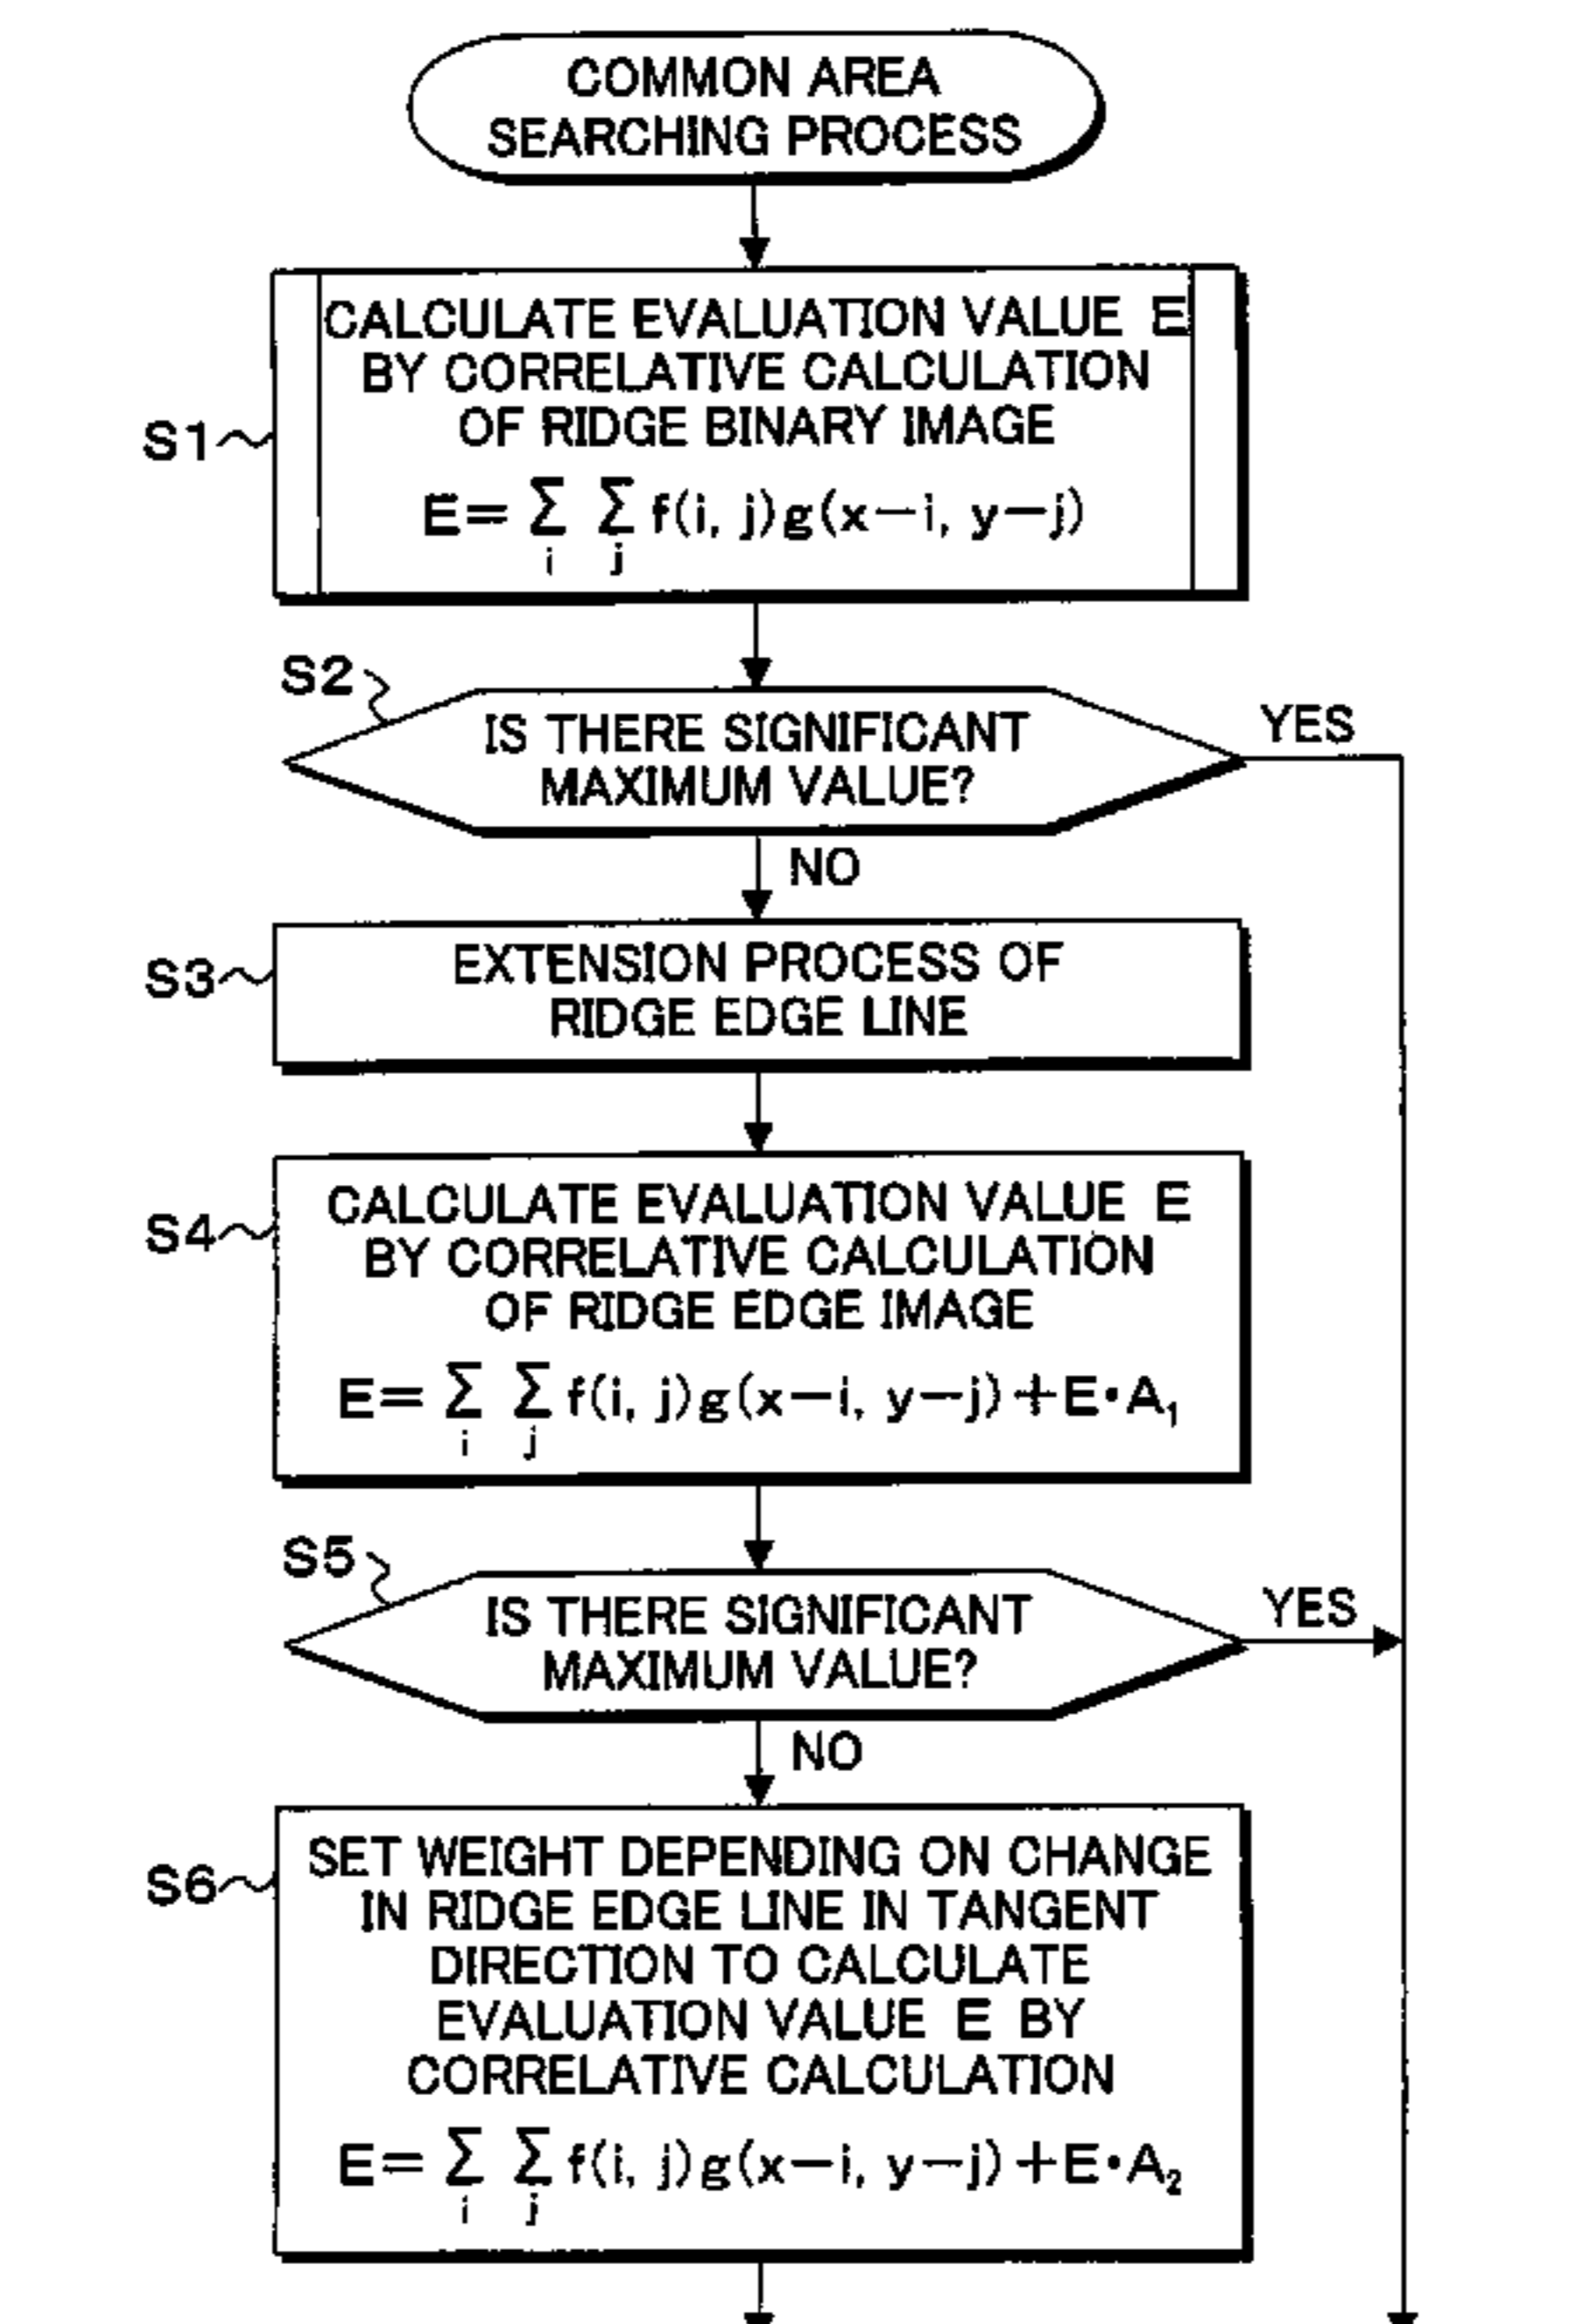 COMMON AREA
SEARCHING PROCESS
S1
CALCULATE EVALUATION VALUE E
BY CORRELATIVE CALCULATION
OF RIDGE BINARY IMAGE
E= Σ Σ f(i, j)g(x−i, y−j)
i j
S2
IS THERE SIGNIFICANT
MAXIMUM VALUE?
YES
NO
S3
EXTENSION PROCESS OF
RIDGE EDGE LINE
S4
CALCULATE EVALUATION VALUE E
BY CORRELATIVE CALCULATION
OF RIDGE EDGE IMAGE
E= Σ Σ f(i, j)g(x−i, y−j)+E·A₁
i j
S5
IS THERE SIGNIFICANT
MAXIMUM VALUE?
YES
NO
S6
SET WEIGHT DEPENDING ON CHANGE
IN RIDGE EDGE LINE IN TANGENT
DIRECTION TO CALCULATE
EVALUATION VALUE E BY
CORRELATIVE CALCULATION
E= Σ Σ f(i, j)g(x−i, y−j)+E·A₂
i j